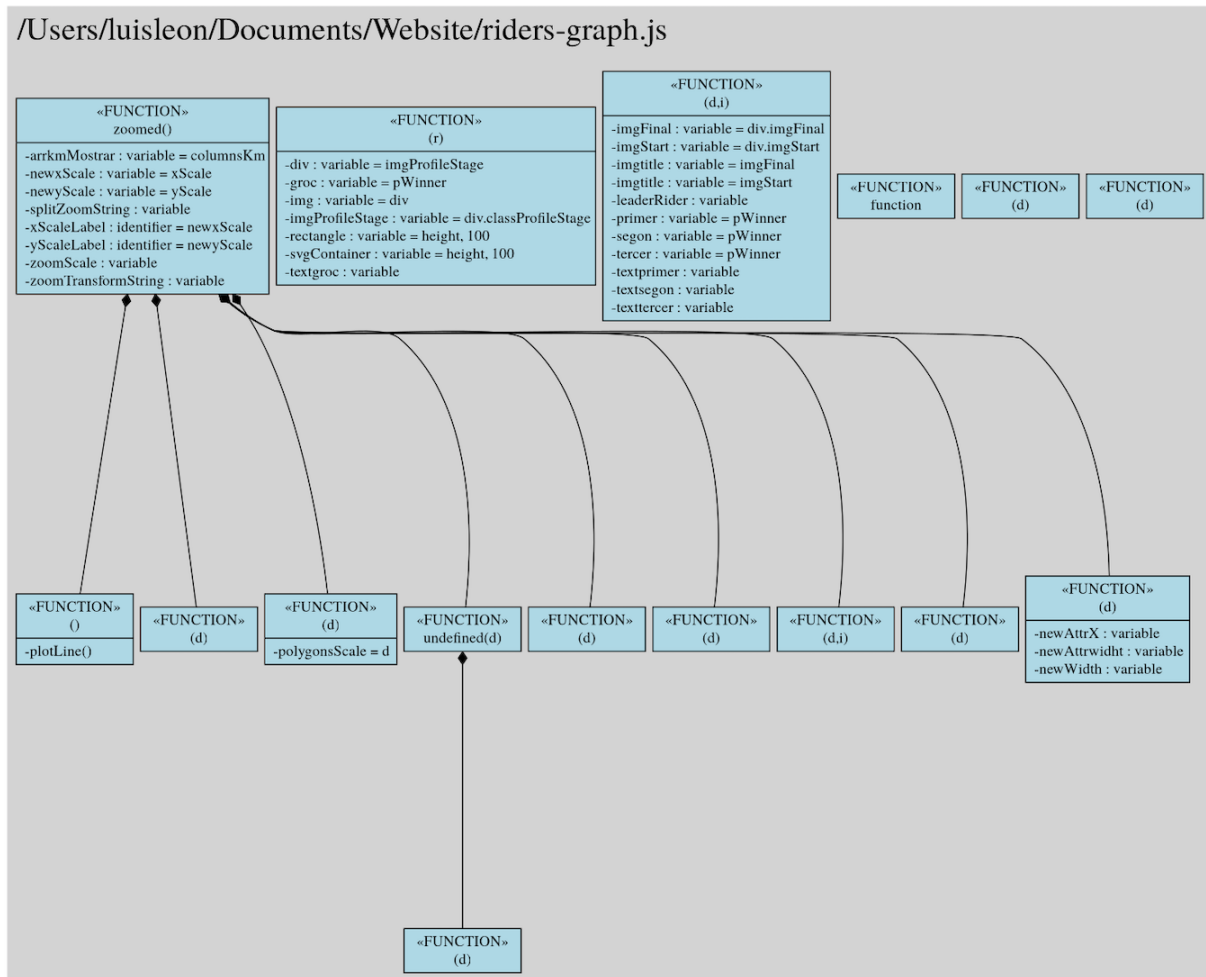 /Users/luisleon/Documents/Website/riders-graph.js
«FUNCTION»
zoomed()
-arrkmMostrar : variable = columnsKm
-newxScale : variable = xScale
-newyScale : variable = yScale
-splitZoomString : variable
-xScaleLabel : identifier = newxScale
-yScaleLabel : identifier = newyScale
-zoomScale : variable
-zoomTransformString : variable
«FUNCTION»
(r)
-div : variable = imgProfileStage
-groc : variable = pWinner
-img : variable = div
-imgProfileStage : variable = div.classProfileStage
-rectangle : variable = height, 100
-svgContainer : variable = height, 100
-textgroc : variable
«FUNCTION»
(d,i)
-imgFinal : variable = div.imgFinal
-imgStart : variable = div.imgStart
-imgtitle : variable = imgFinal
-imgtitle : variable = imgStart
-leaderRider : variable
-primer : variable = pWinner
-segon : variable = pWinner
-tercer : variable = pWinner
-textprimer : variable
-textsegon : variable
-texttercer : variable
«FUNCTION»
function
«FUNCTION»
(d)
«FUNCTION»
(d)
«FUNCTION»
()
-plotLine()
«FUNCTION»
(d)
«FUNCTION»
(d)
-polygonsScale = d
«FUNCTION»
undefined(d)
«FUNCTION»
(d)
«FUNCTION»
(d)
«FUNCTION»
(d,i)
«FUNCTION»
(d)
«FUNCTION»
(d)
-newAttrX : variable
-newAttrwidht : variable
-newWidth : variable
«FUNCTION»
(d)